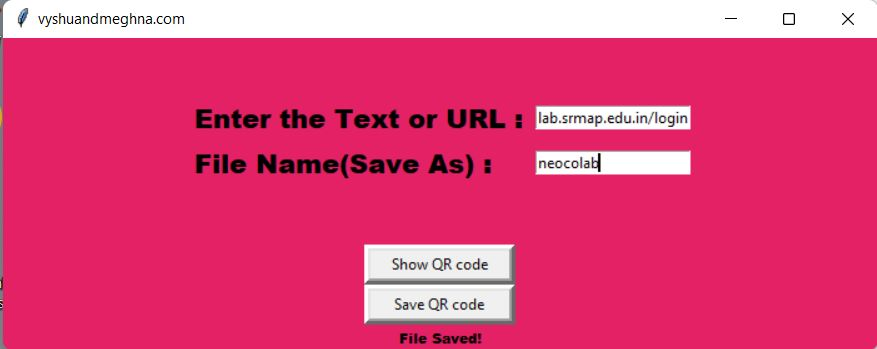 vyshuandmeghna.com
Enter the Text or URL : lab.srmap.edu.in/login
File Name(Save As) : neocolab
Show QR code
Save QR code
File Saved!